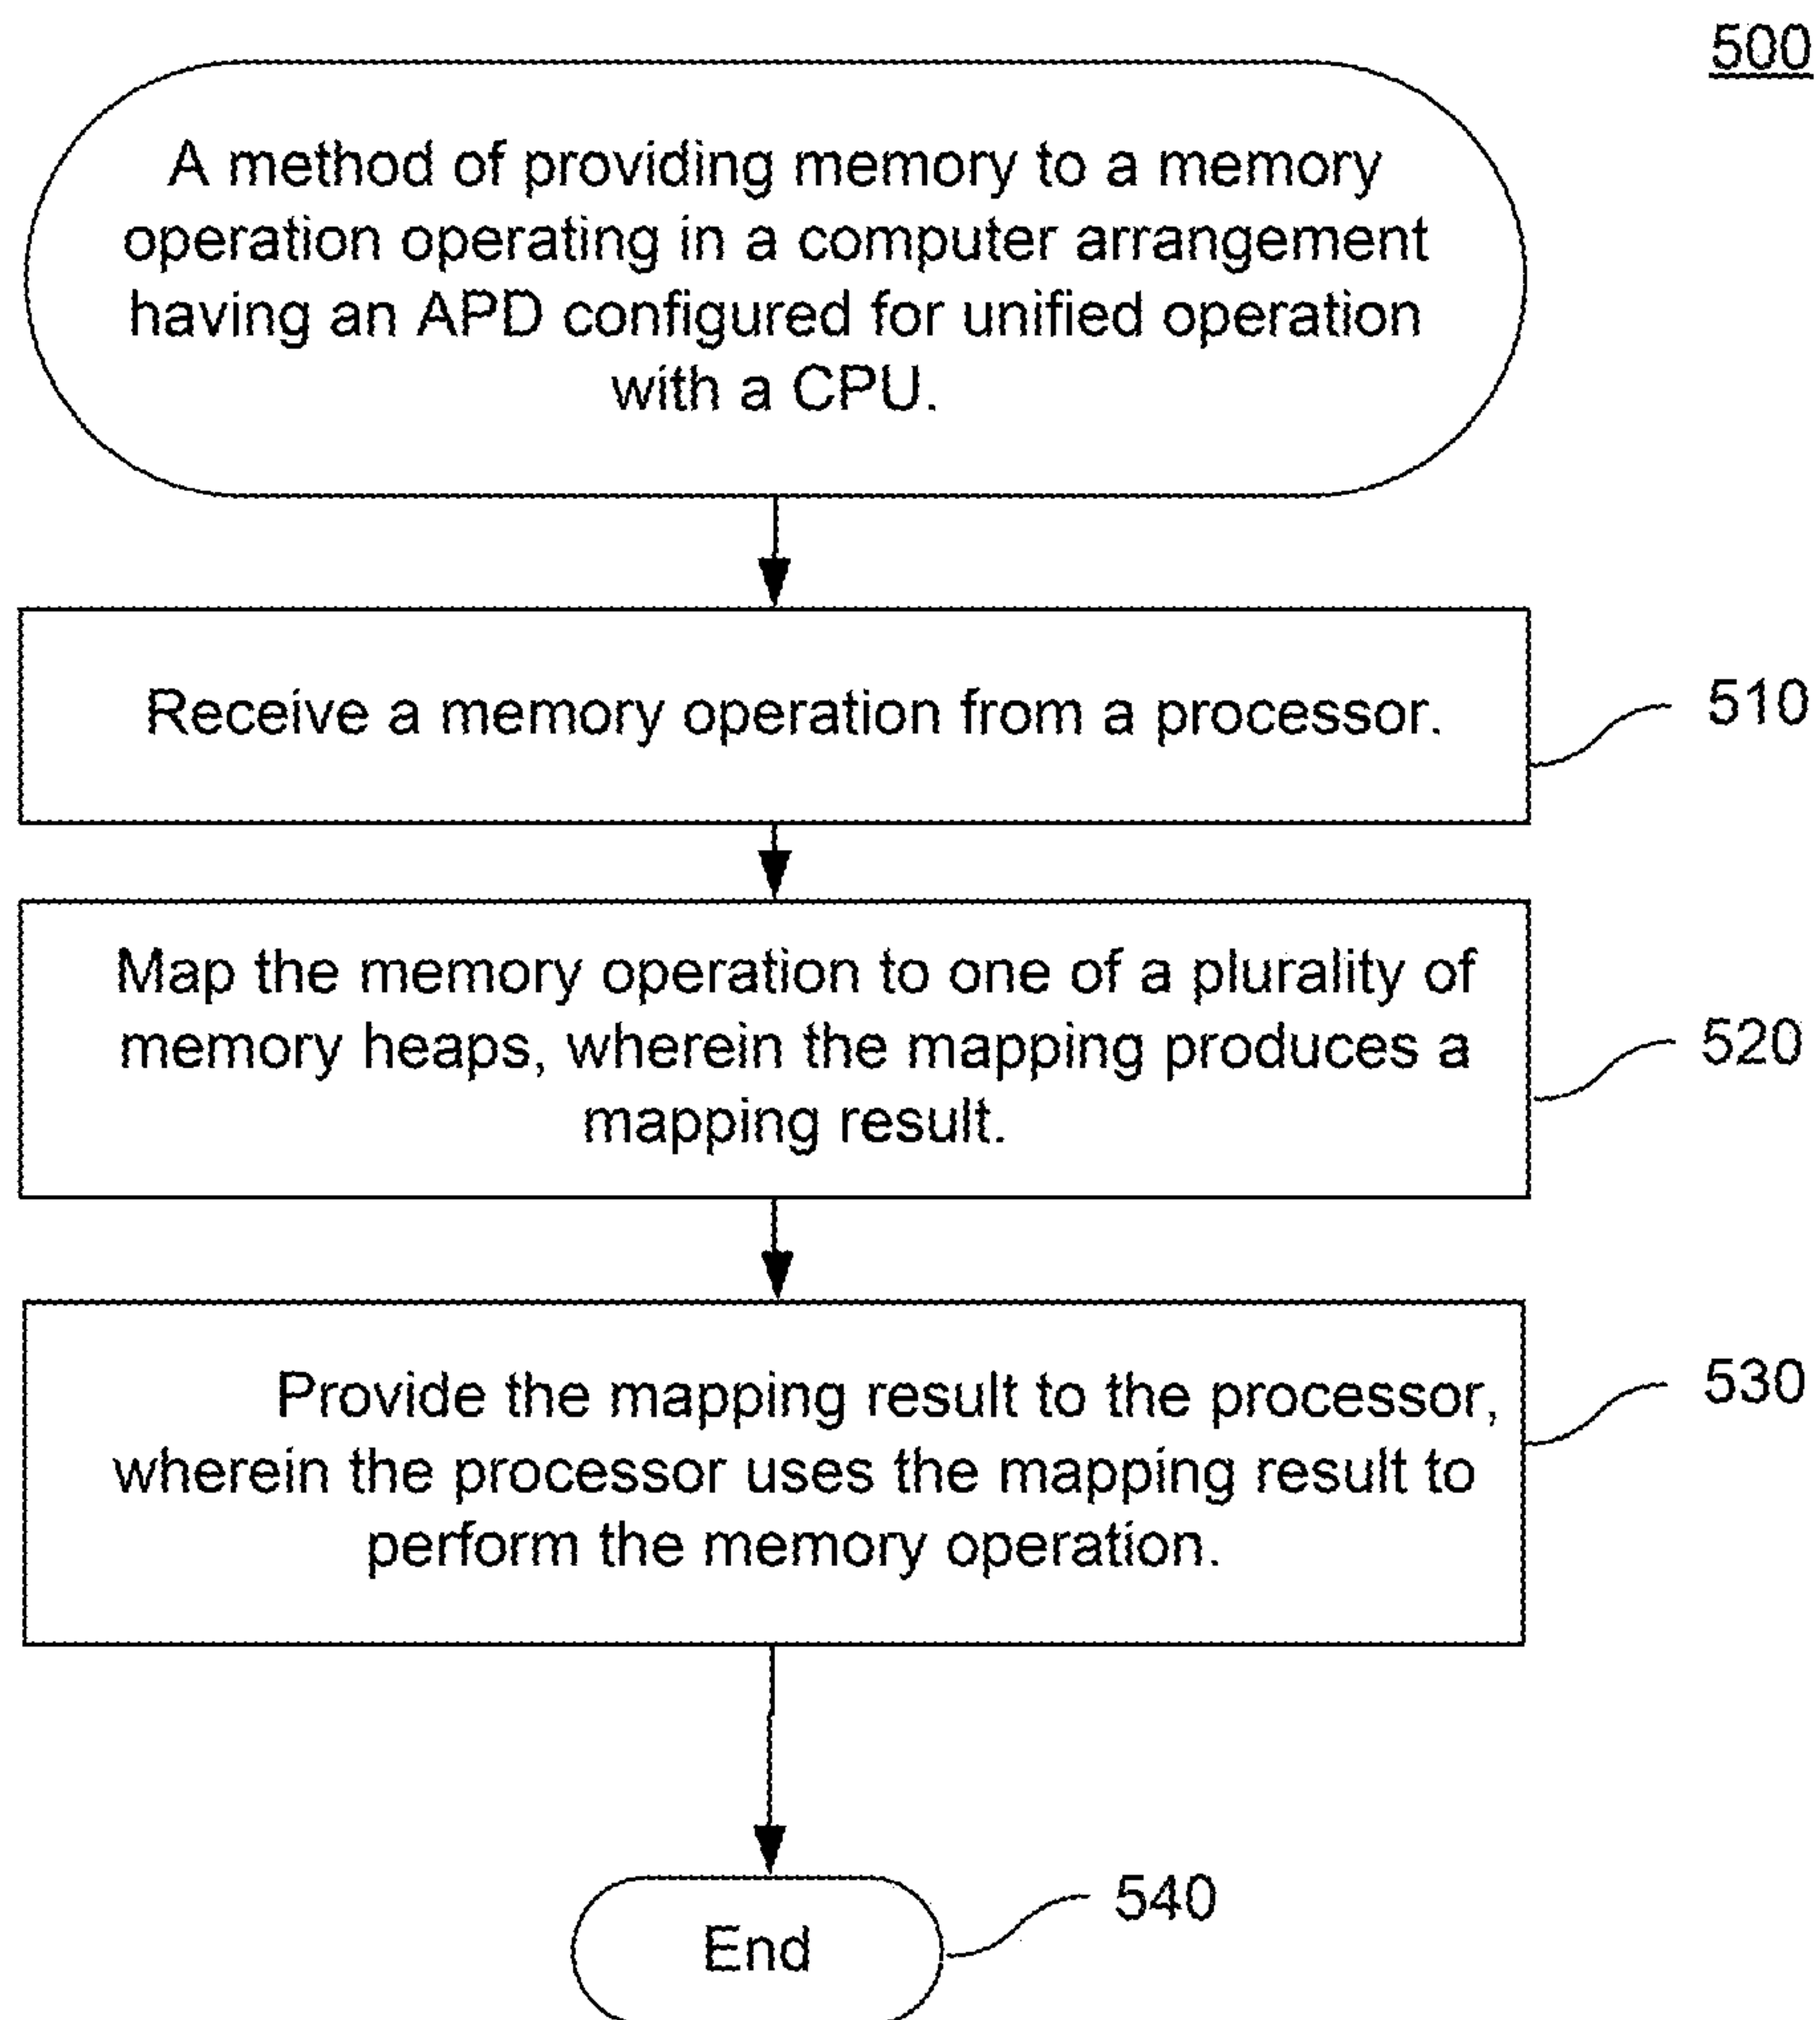 500
A method of providing memory to a memory
operation operating in a computer arrangement
having an APD configured for unified operation
with a CPU.
Receive a memory operation from a processor.
510
Map the memory operation to one of a plurality of
memory heaps, wherein the mapping produces a
mapping result.
520
Provide the mapping result to the processor,
wherein the processor uses the mapping result to
perform the memory operation.
530
End
540